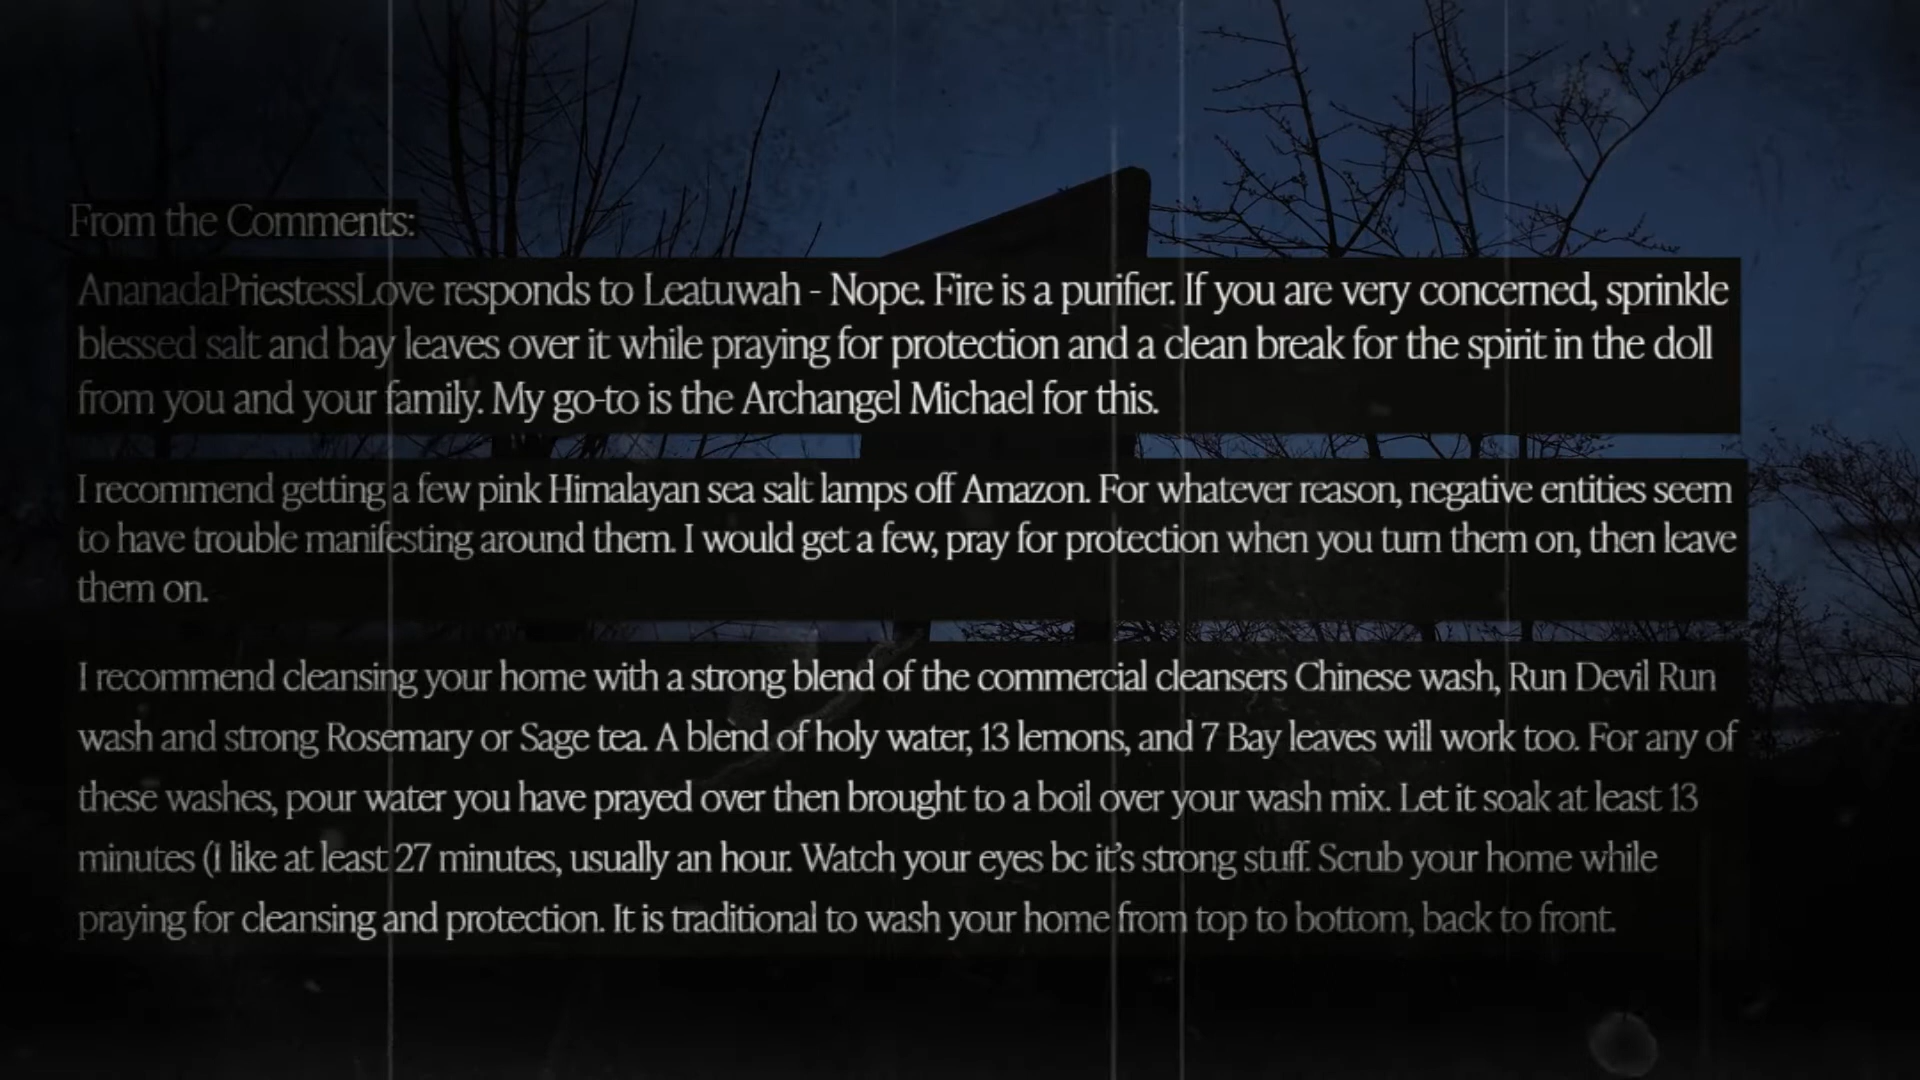 From the Comments:
AnanadaPriestessLove responds to Leatuwah - Nope. Fire is a purifier. If you are very concerned, sprinkle
blessed salt and bay leaves over it while praying for protection and a clean break for the spirit in the doll
from you and your family. My go-to is the Archangel Michael for this.
I recommend getting a few pink Himalayan sea salt lamps off Amazon. For whatever reason, negative entities seem
to have trouble manifesting around them. I would get a few, pray for protection when you turn them on, then leave
them on.
I recommend cleansing your home with a strong blend of the commercial cleansers Chinese wash, Run Devil Run
wash and strong Rosemary or Sage tea. A blend of holy water, 13 lemons, and 7 Bay leaves will work too. For any of
these washes, pour water you have prayed over then brought to a boil over your wash mix. Let it soak at least 13
minutes (I like at least 27 minutes, usually an hour. Watch your eyes bc it's strong stuff. Scrub your home while
praying for cleansing and protection. It is traditional to wash your home from top to bottom, back to front.